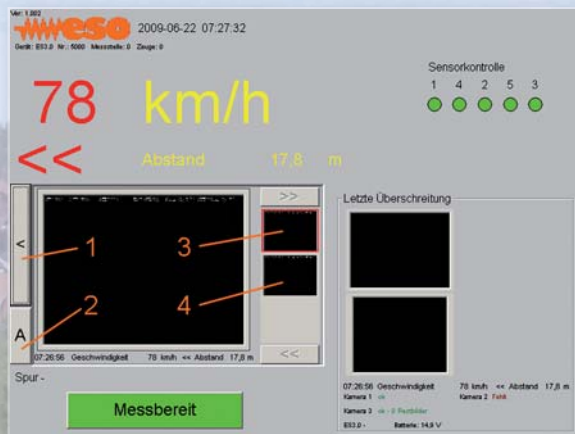 Ver: 1.002
eso 2009-06-22 07:27:32
Gerät: ES3.0 Nr.: 5000 Messstelle: 0 Zeuge: 0
Sensorkontrolle
1 4 2 5 3
78 km/h
<< Abstand 17,8 m
<
1
A
2
>>
3
4
<<
07:26:56 Geschwindigkeit 78 km/h << Abstand 17,8 m
Spur -
Messbereit
Letzte Überschreitung
07:26:56 Geschwindigkeit 78 km/h << Abstand 17,8 m
Kamera 1 ok Kamera 2 Fehlt
Kamera 3 ok - 0 Restbilder
ES3.0 - Batterie: 14,9 V